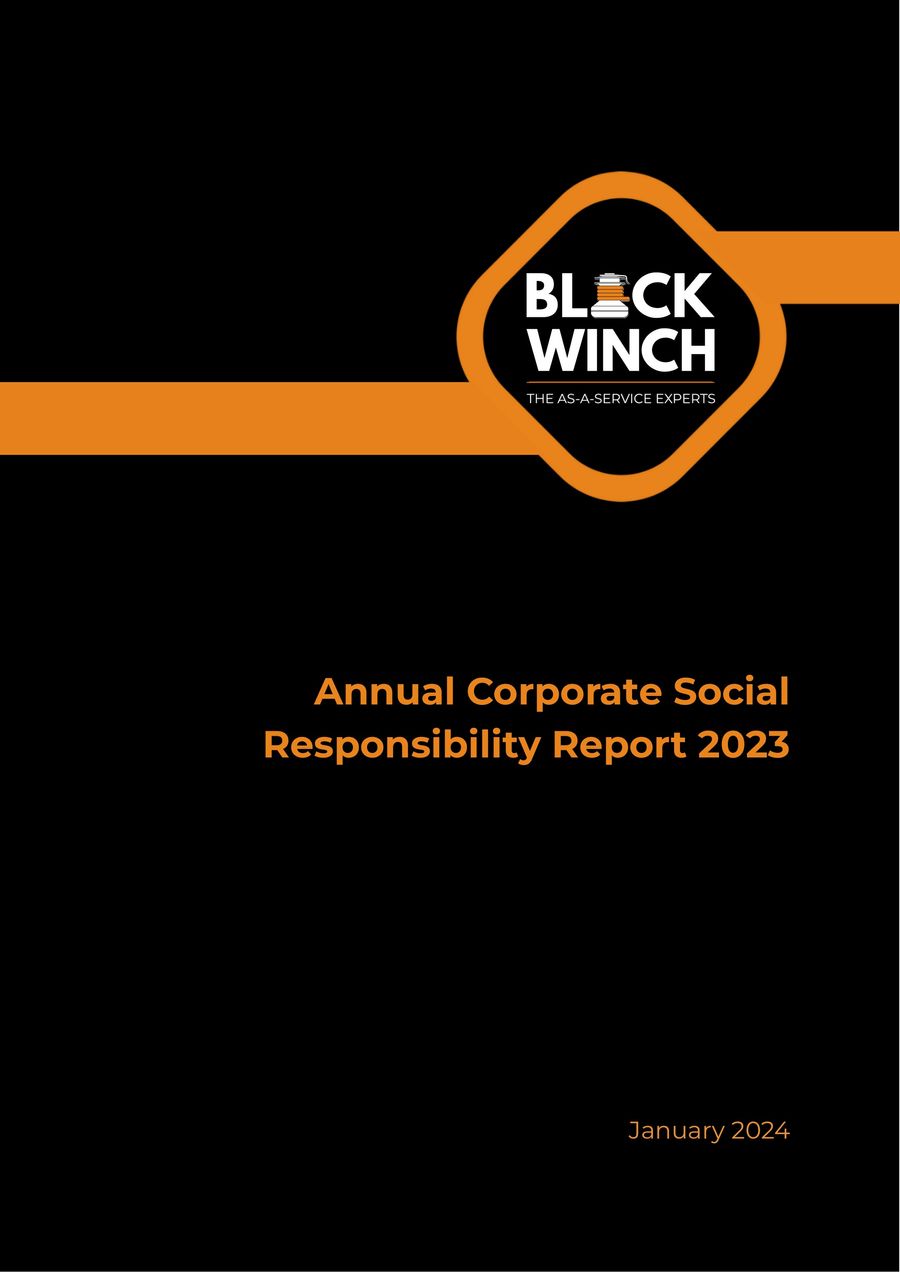 BLACK
WINCH
THE AS-A-SERVICE EXPERTS
Annual Corporate Social
Responsibility Report 2023
January 2024